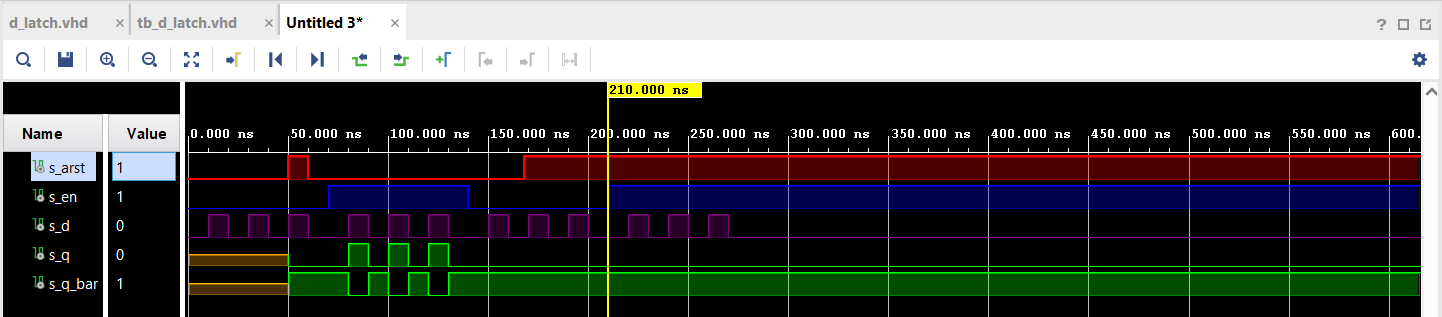 d_latch.vhd × tb_d_latch.vhd × Untitled 3* ×
?
210.000 ns
Name Value
0.000 ns 50.000 ns 100.000 ns 150.000 ns 200.000 ns 250.000 ns 300.000 ns 350.000 ns 400.000 ns 450.000 ns 500.000 ns 550.000 ns 600.
s_arst 1
s_en 1
s_d 0
s_q 0
s_q_bar 1